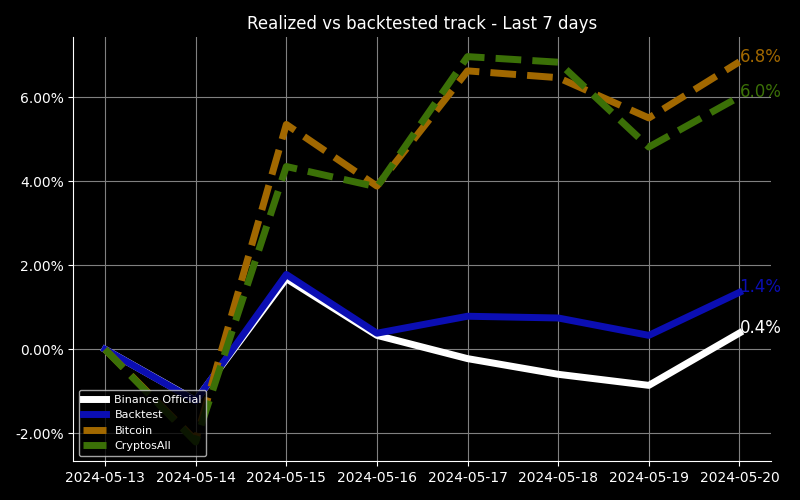 Realized vs backtested track - Last 7 days
6.8%
6.0%
6.00%
4.00%
2.00%
1.4%
0.4%
0.00%
-2.00%
Binance Official
Backtest
Bitcoin
CryptosAll
2024-05-13 2024-05-14 2024-05-15 2024-05-16 2024-05-17 2024-05-18 2024-05-19 2024-05-20